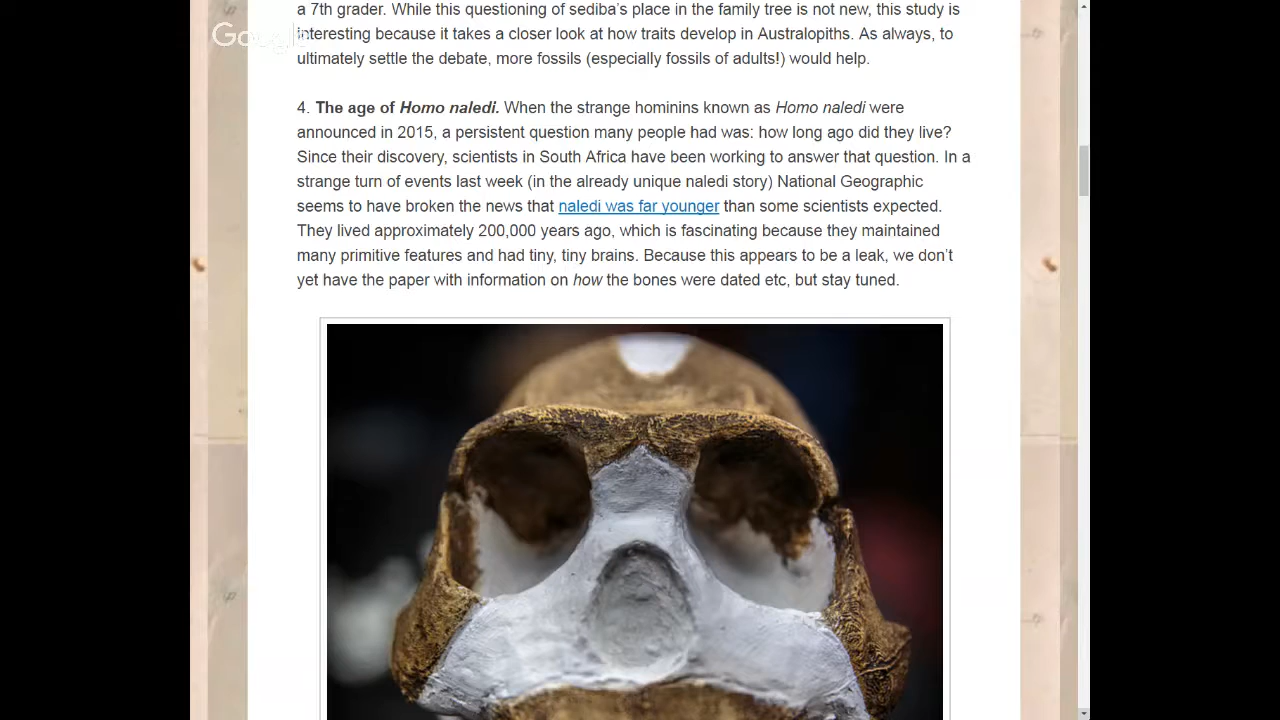 a 7th grader. While this questioning of sediba's place in the family tree is not new, this study is
Google
interesting because it takes a closer look at how traits develop in Australopiths. As always, to
ultimately settle the debate, more fossils (especially fossils of adults!) would help.
4. The age of Homo naledi. When the strange hominins known as Homo naledi were
announced in 2015, a persistent question many people had was: how long ago did they live?
Since their discovery, scientists in South Africa have been working to answer that question. In a
strange turn of events last week (in the already unique naledi story) National Geographic
seems to have broken the news that naledi was far younger than some scientists expected.
They lived approximately 200,000 years ago, which is fascinating because they maintained
many primitive features and had tiny, tiny brains. Because this appears to be a leak, we don't
yet have the paper with information on how the bones were dated etc, but stay tuned.